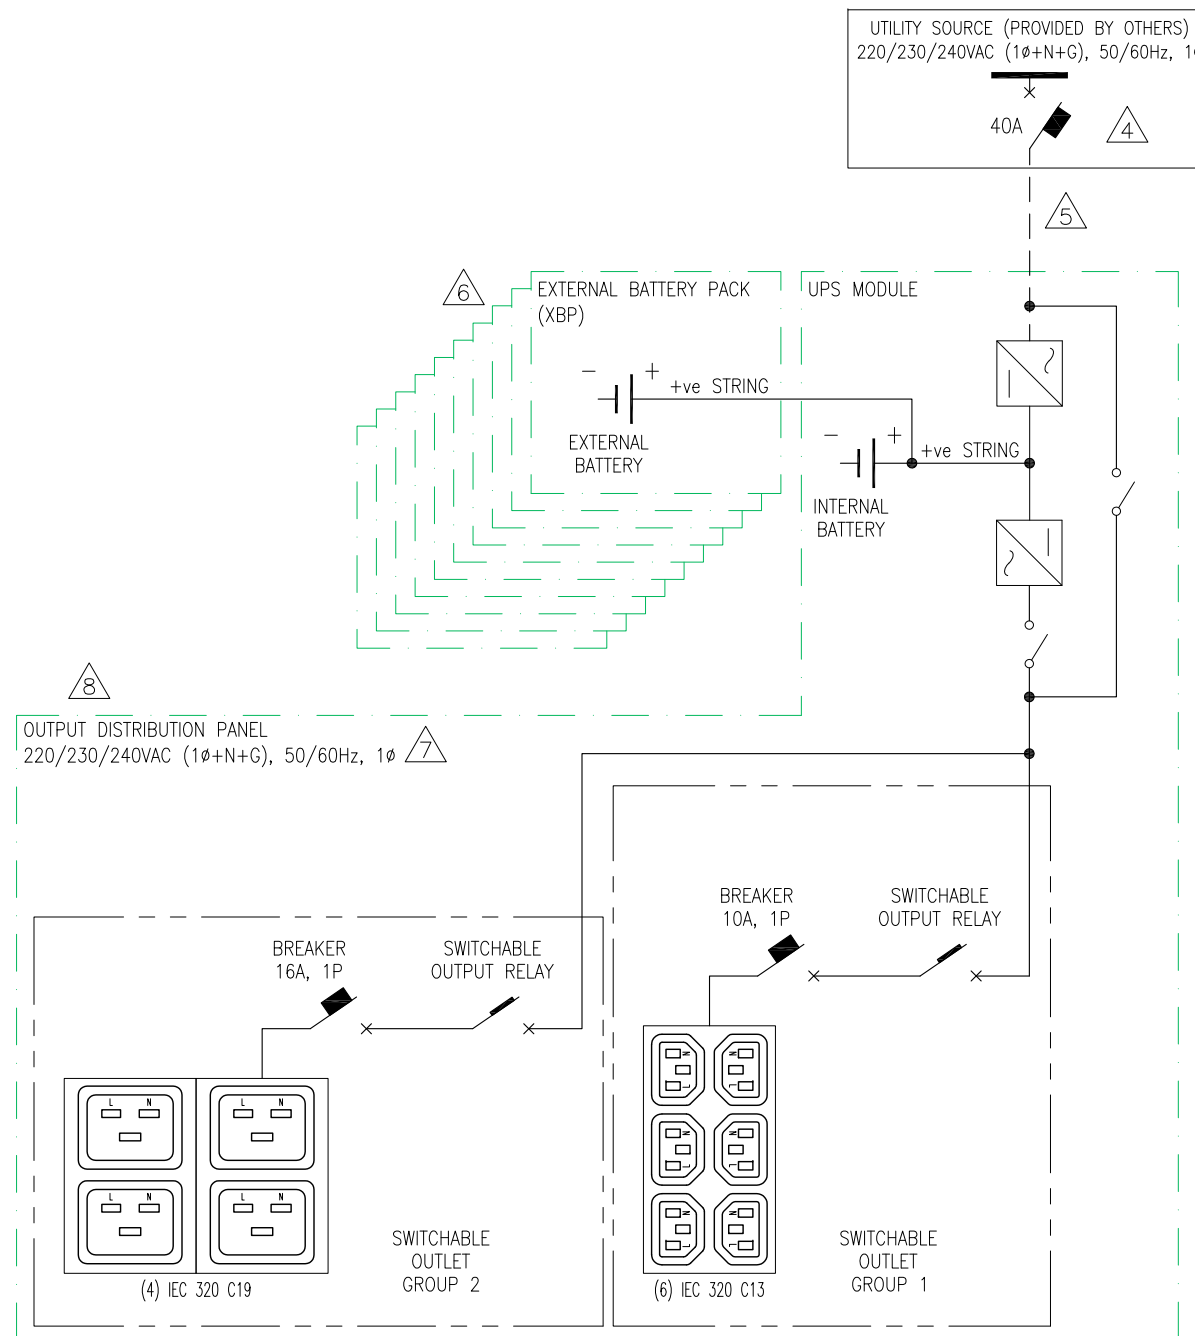 UTILITY SOURCE (PROVIDED BY OTHERS)
220/230/240VAC (1ø+N+G), 50/60Hz, 1ø
40A
4
5
6
EXTERNAL BATTERY PACK
(XBP)
UPS MODULE
- +
+ve STRING
EXTERNAL
BATTERY
- +
+ve STRING
INTERNAL
BATTERY
8
OUTPUT DISTRIBUTION PANEL
220/230/240VAC (1ø+N+G), 50/60Hz, 1ø
7
BREAKER
10A, 1P
SWITCHABLE
OUTPUT RELAY
BREAKER
16A, 1P
SWITCHABLE
OUTPUT RELAY
L N
L N
L N
L N
N L
N L
N L
N L
N L
N L
SWITCHABLE
OUTLET
GROUP 2
SWITCHABLE
OUTLET
GROUP 1
(4) IEC 320 C19
(6) IEC 320 C13